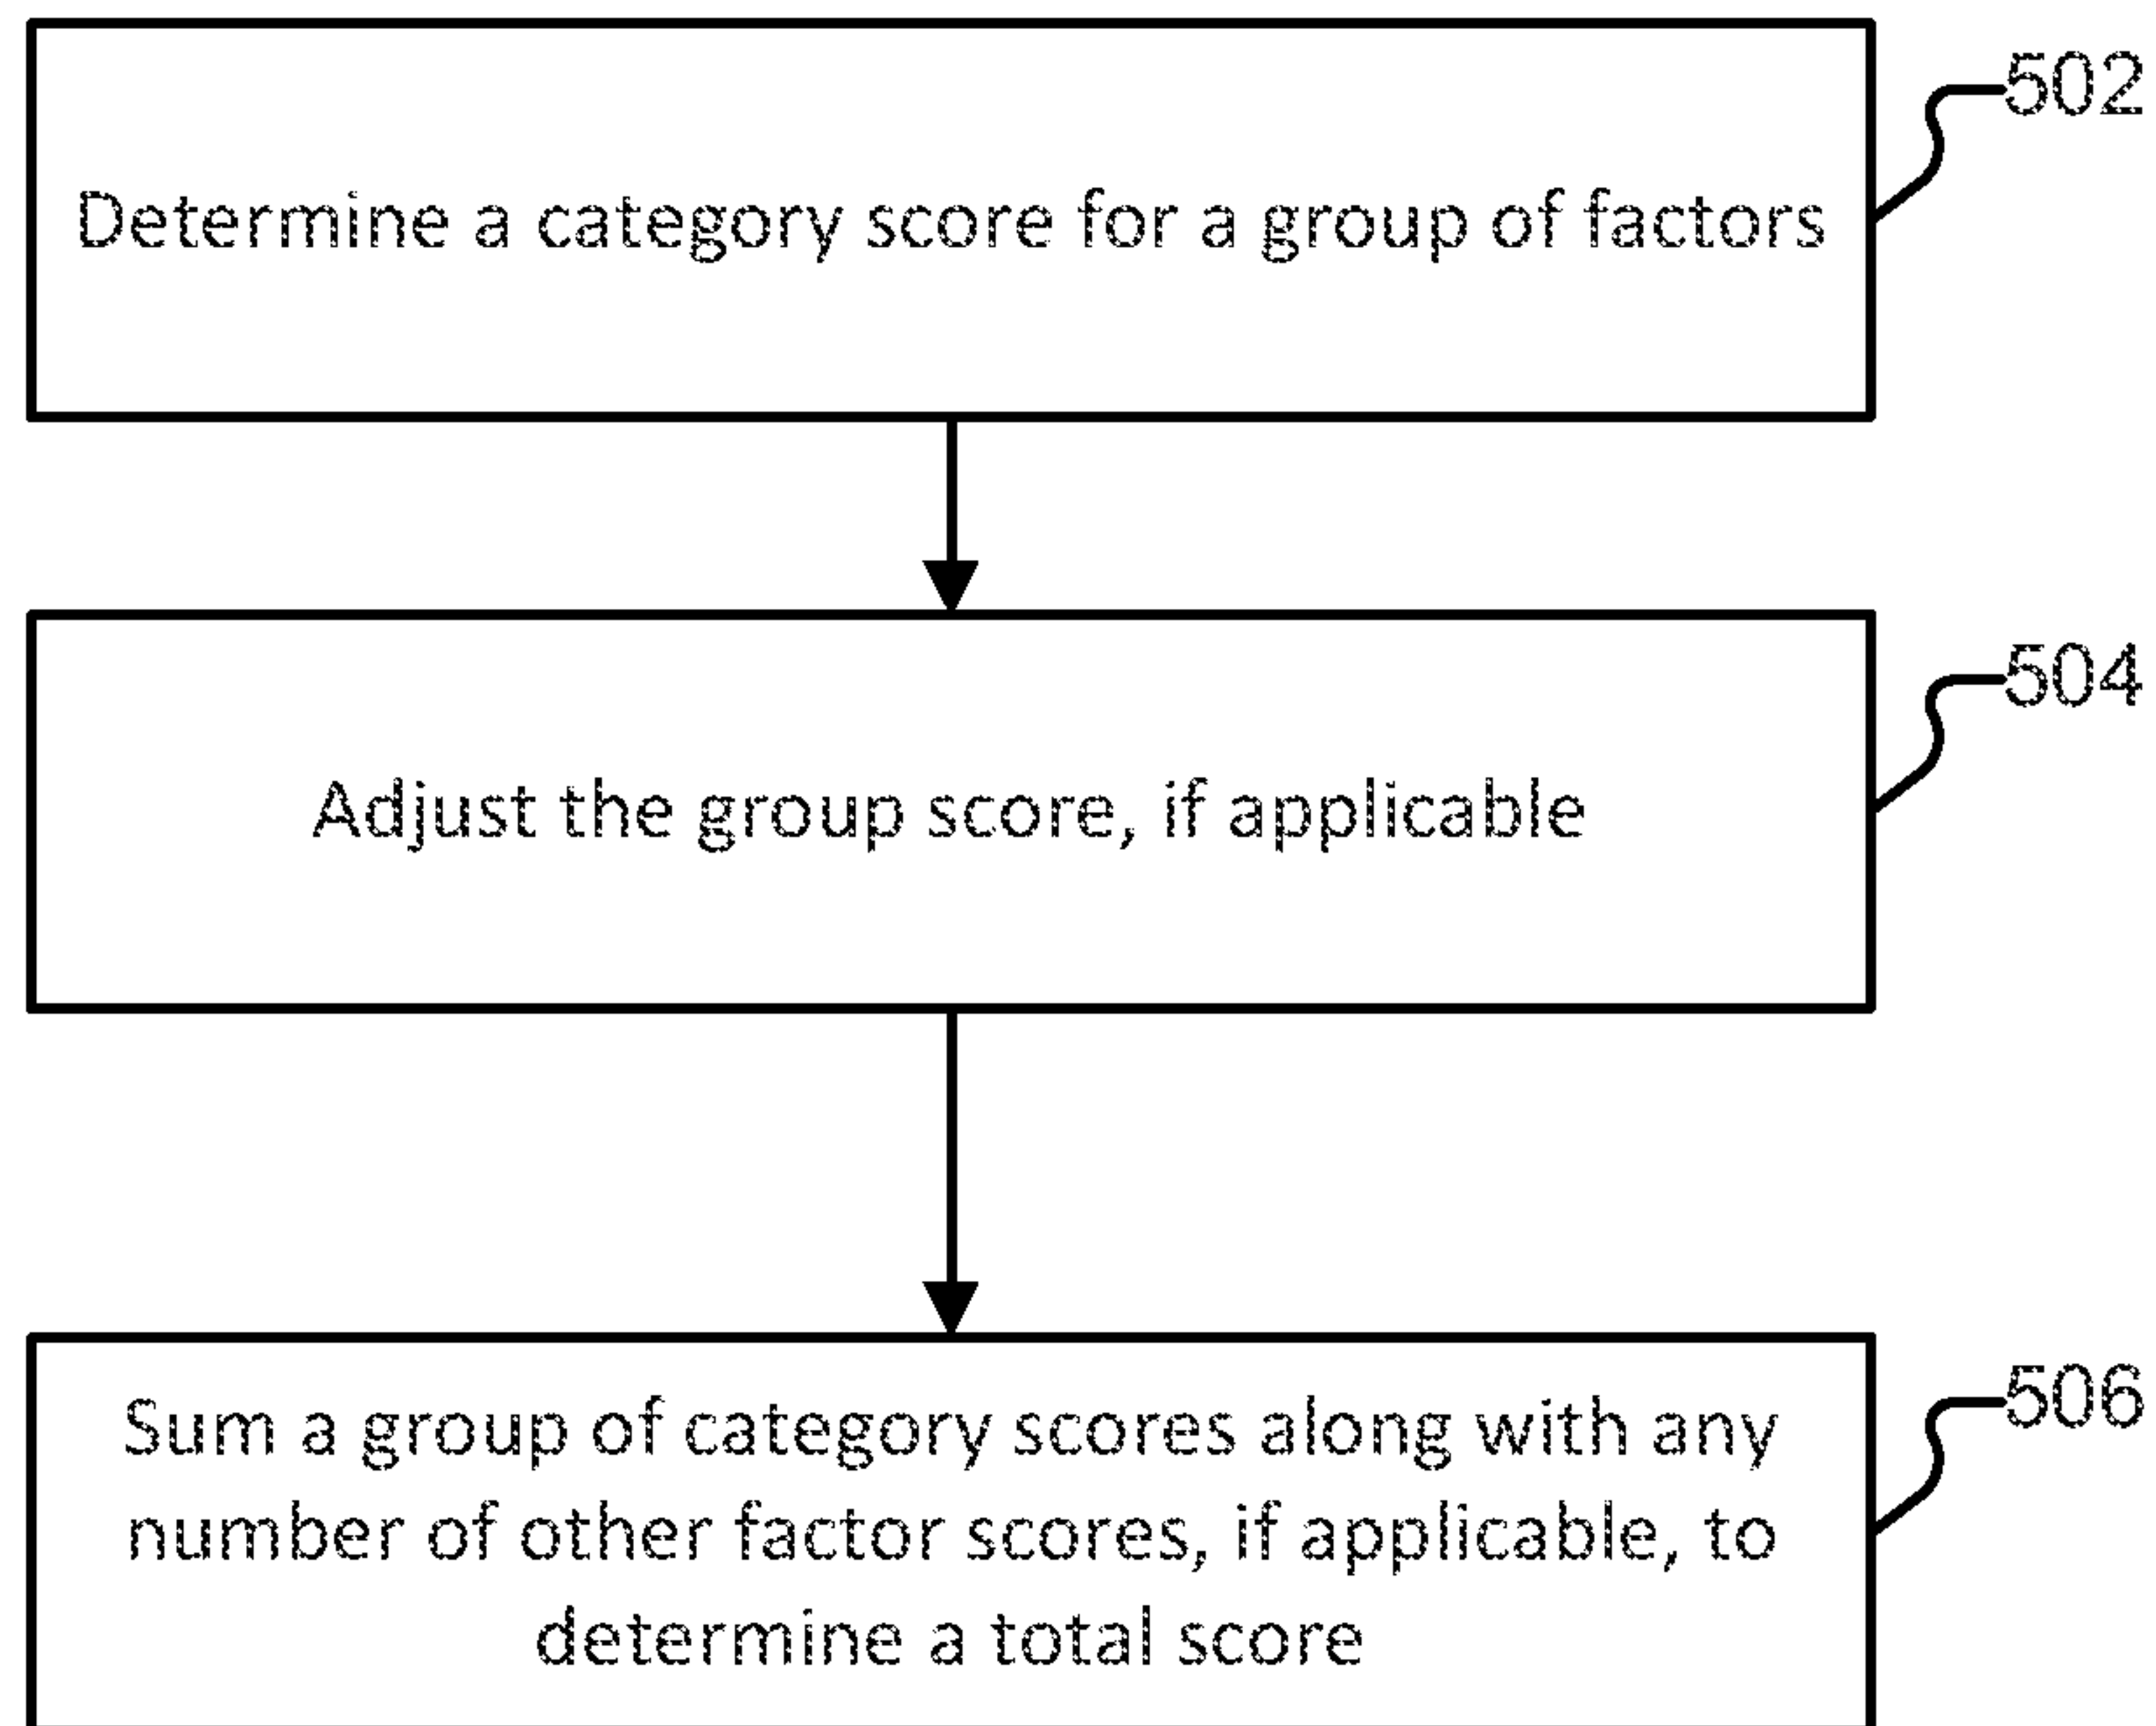 502
Determine a category score for a group of factors
504
Adjust the group score, if applicable
506
Sum a group of category scores along with any
number of other factor scores, if applicable, to
determine a total score